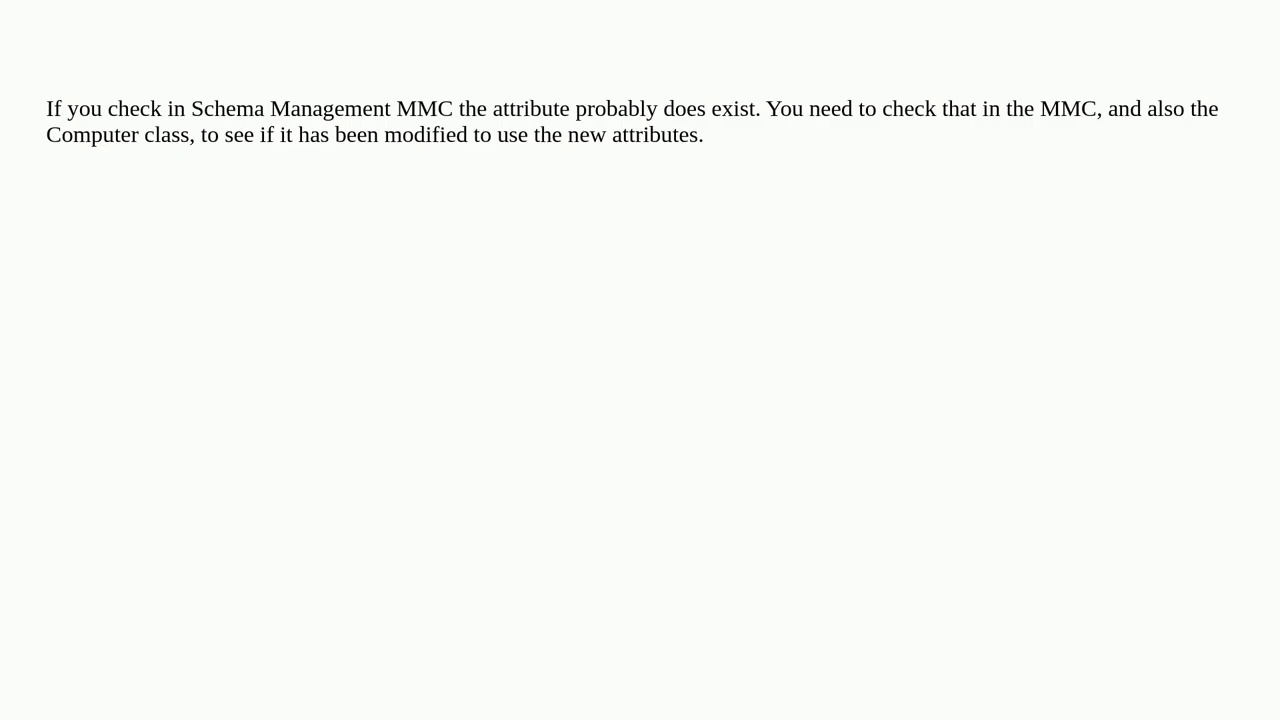 If you check in Schema Management MMC the attribute probably does exist. You need to check that in the MMC, and also the
Computer class, to see if it has been modified to use the new attributes.